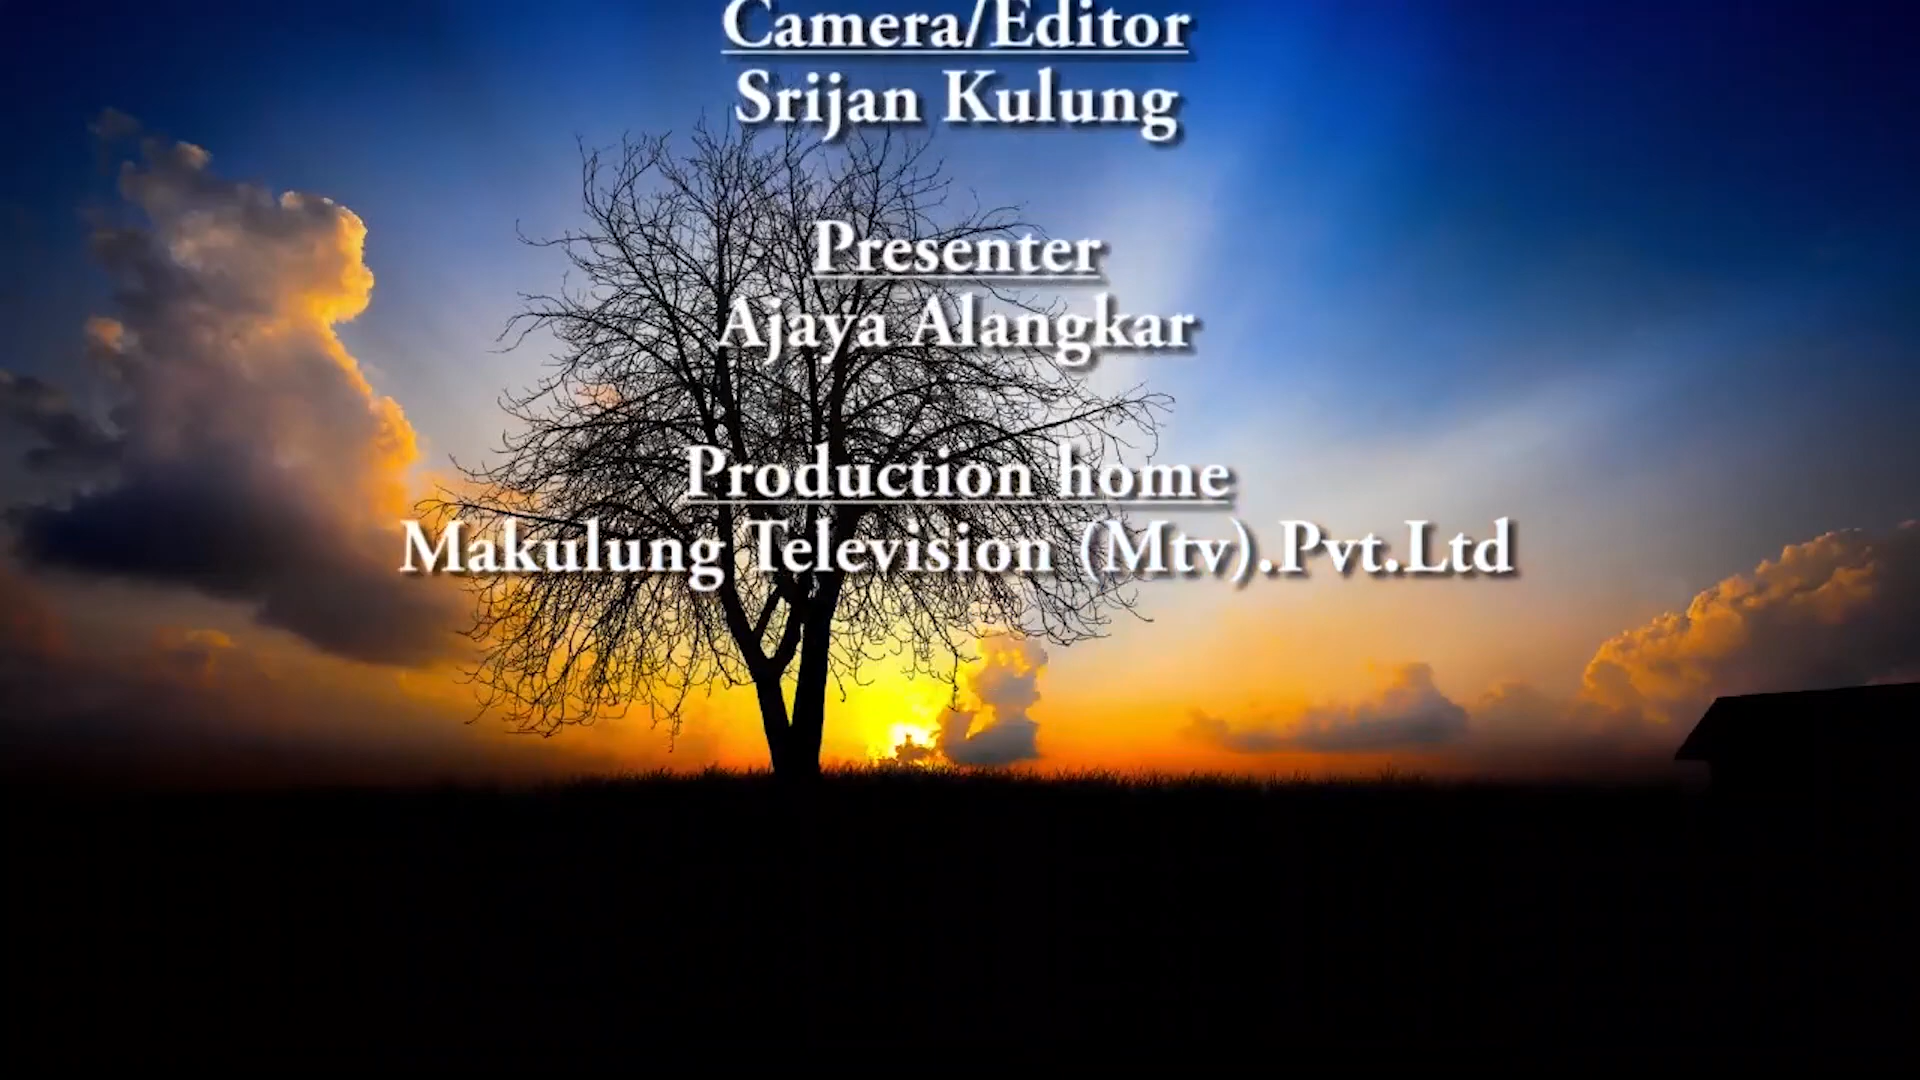 Camera/Editor
Srijan Kulung
Presenter
Ajaya Alangkar
Production home
Makulung Television (Mtv).Pvt.Ltd